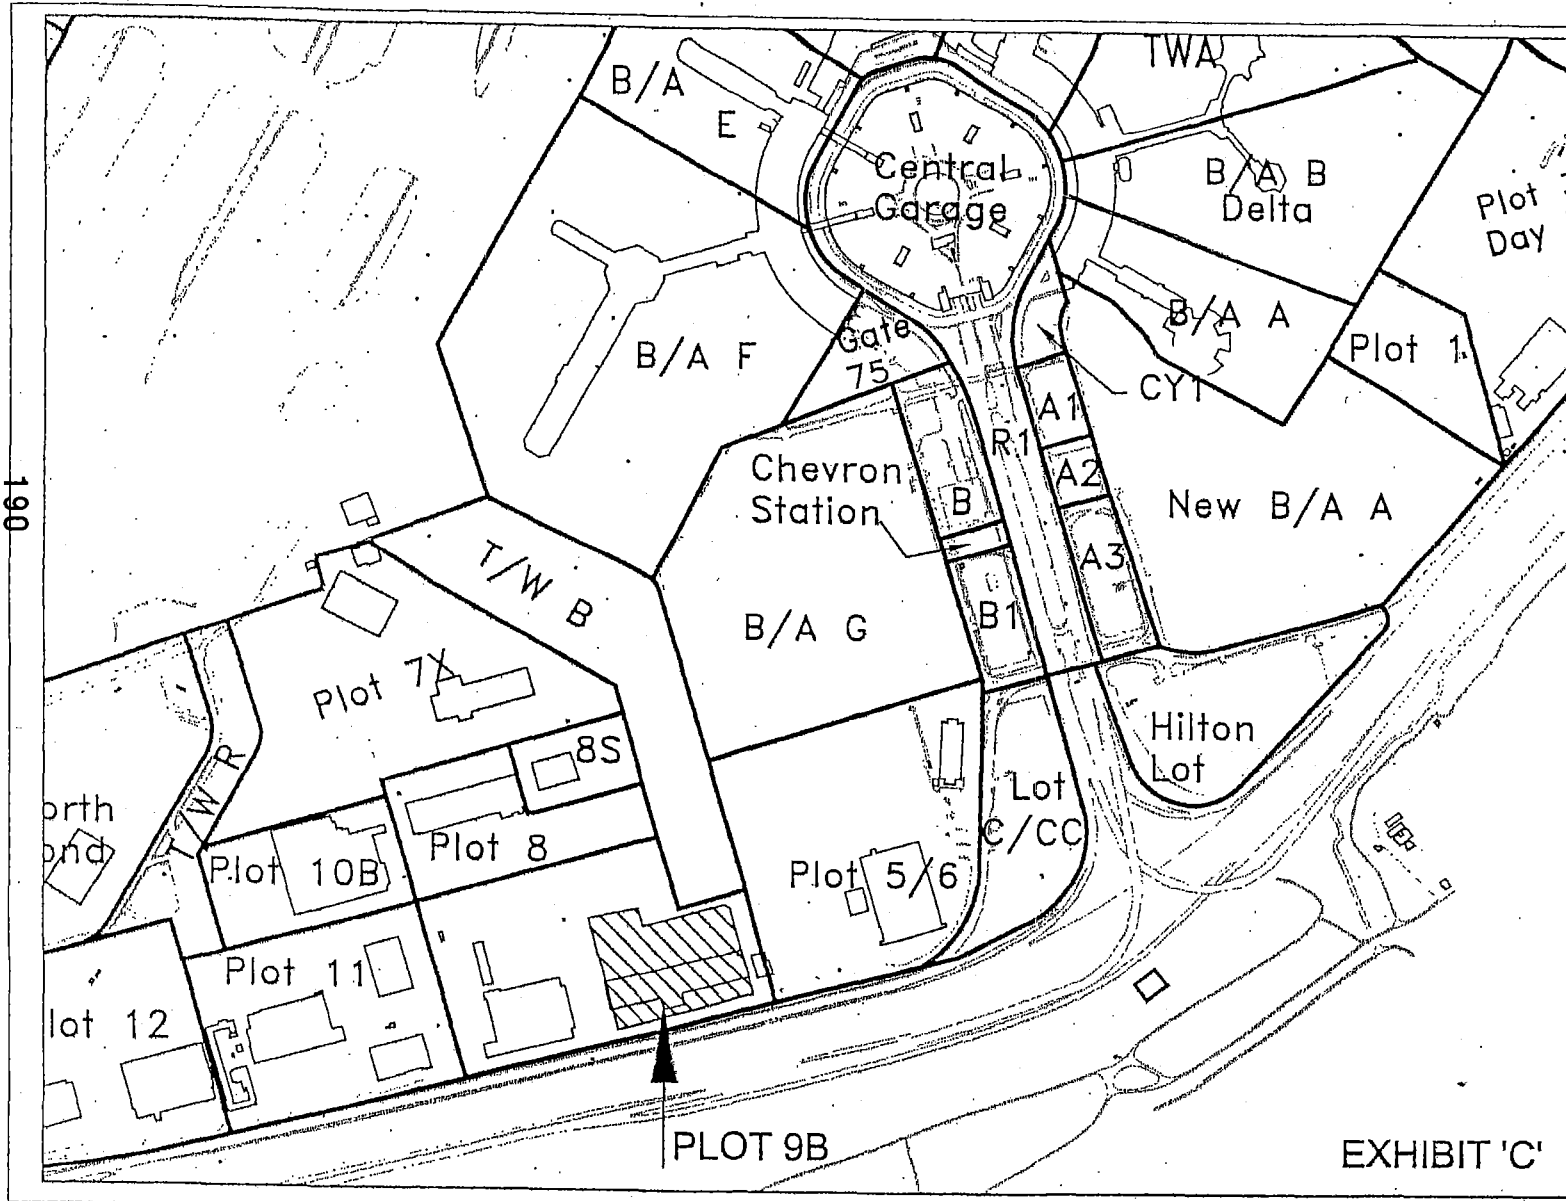 TWA
B/A
E
Central
Garage
B/A B
Delta
Plot
Day
B/A A
Gate
75
B/A F
Plot 1
CY1
A1
R1
Chevron
Station
A2
B
New B/A A
190
T/W B
A3
B/A G
B1
Plot 7X
Hilton
Lot
T/W R
8S
Lot
C/CC
orth
ond
Plot 8
Plot 10B
Plot 5/6
Plot 11
lot 12
PLOT 9B
EXHIBIT 'C'